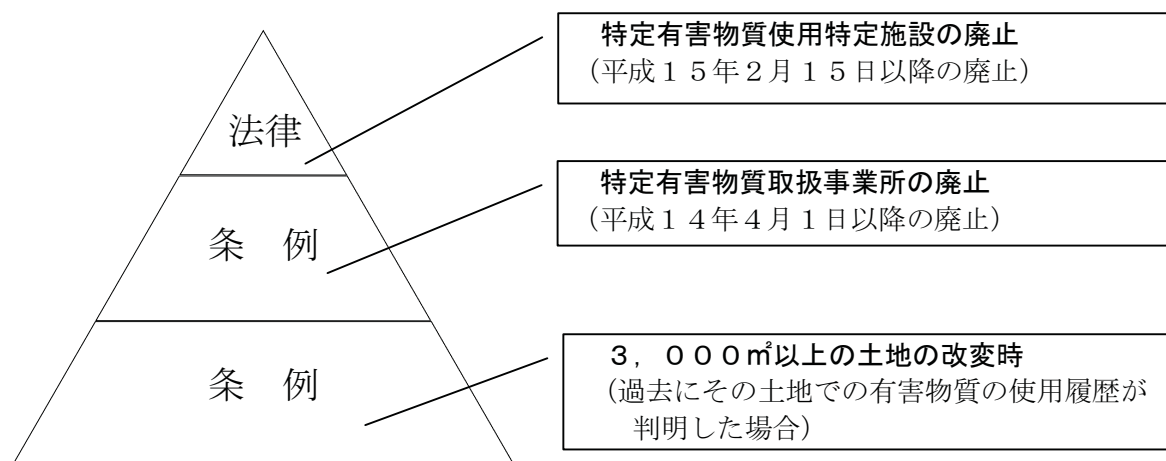 特定有害物質使用特定施設の廃止
（平成１５年２月１５日以降の廃止）
法律
特定有害物質取扱事業所の廃止
（平成１４年４月１日以降の廃止）
条　例
３，０００㎡以上の土地の改変時
（過去にその土地での有害物質の使用履歴が
判明した場合）
条　例